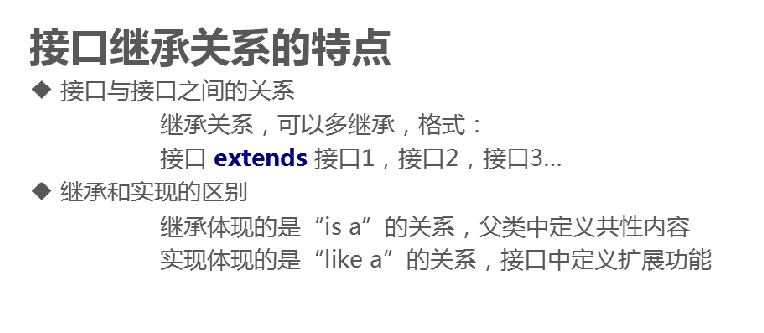 接口继承关系的特点
◆ 接口与接口之间的关系
继承关系，可以多继承，格式：
接口 extends 接口1，接口2，接口3...
◆ 继承和实现的区别
继承体现的是“is a”的关系，父类中定义共性内容
实现体现的是“like a”的关系，接口中定义扩展功能